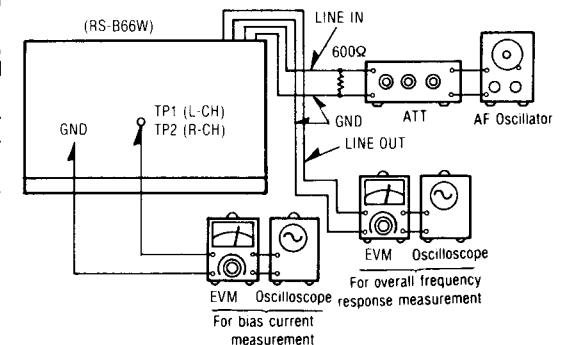 (RS-B66W)
LINE IN
600Ω
ATT
AF Oscillator
GND
TP1 (L-CH)
TP2 (R-CH)
GND
LINE OUT
EVM
Oscilloscope
For overall frequency
response measurement
EVM
Oscilloscope
For bias current
measurement